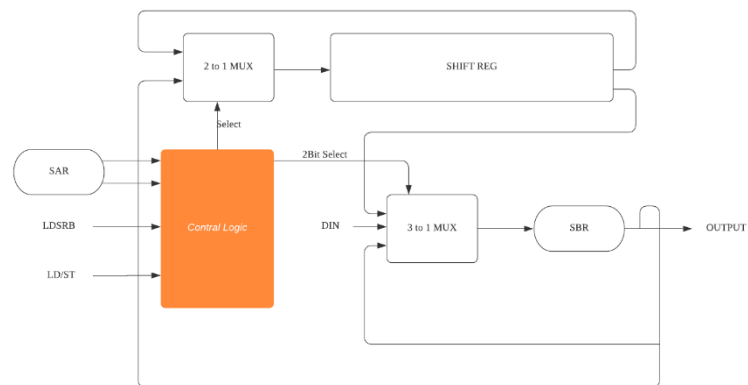 2 to 1 MUX
SHIFT REG
Select
SAR
2Bit Select
LDSRB
Contral Logic
DIN
3 to 1 MUX
SBR
OUTPUT
LD/ST